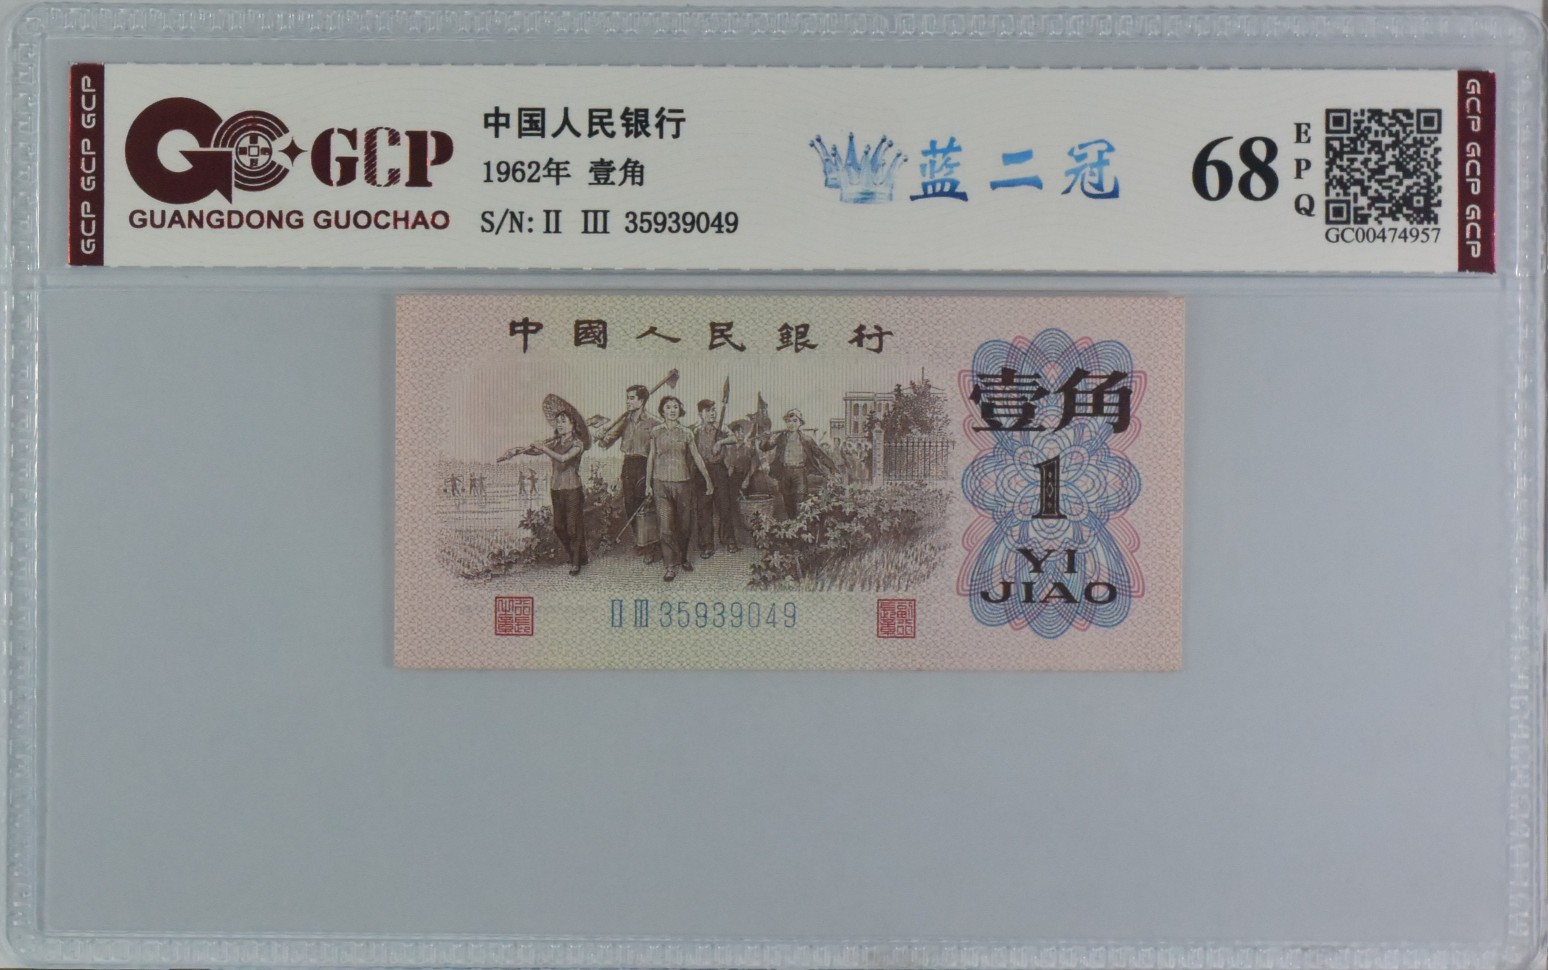 GCP GCP GCP
GCP
GUANGDONG GUOCHAO
中国人民银行
1962年 壹角
S/N: II III 35939049
蓝二冠
68
EPQ
GC00474957
GCP GCP GCP
中國人民銀行
壹角
1
YI
JIAO
II III 35939049